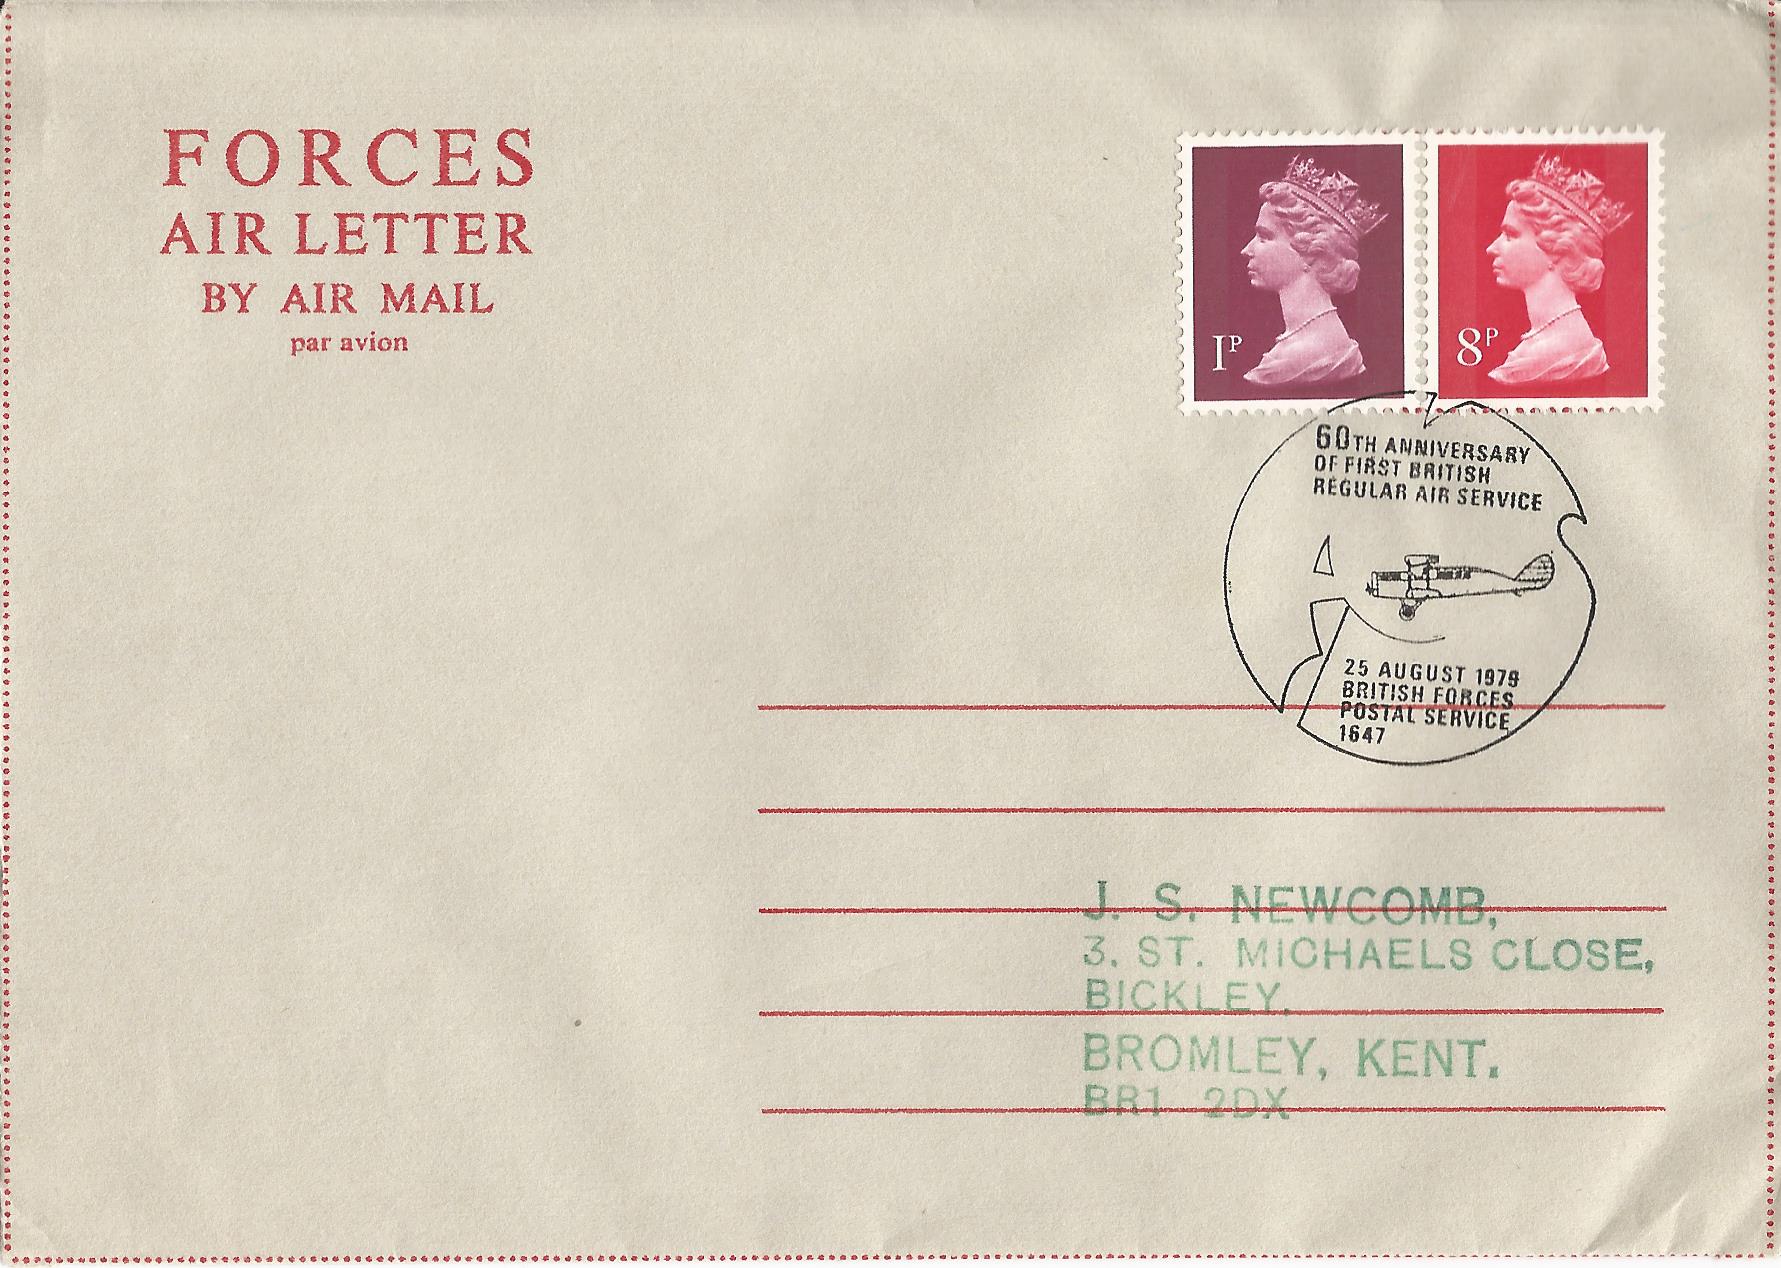 FORCES
AIR LETTER
BY AIR MAIL
par avion
1P
8P
60TH ANNIVERSARY
OF FIRST BRITISH
REGULAR AIR SERVICE
25 AUGUST 1979
BRITISH FORCES
POSTAL SERVICE
1647
J. S. NEWCOMB,
3. ST. MICHAELS CLOSE,
BICKLEY,
BROMLEY, KENT.
BR1 2DX